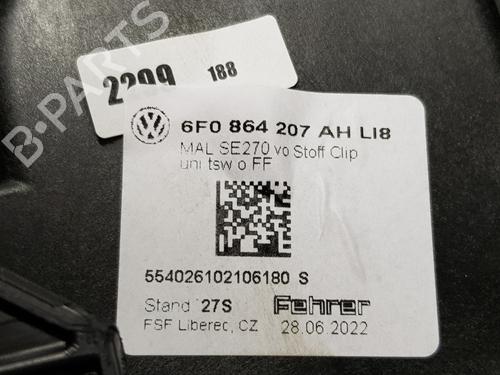 2299 188
6F0 864 207 AH LI8
MAL SE270 vo Stoff Clip
uni tsw o FF
554026102106180 S
Stand '27S Fehrer
FSF Liberec, CZ 28.06.2022
B-PARTS